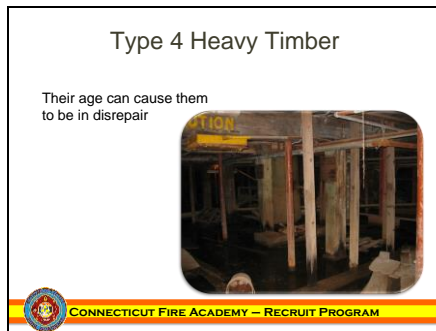 Type 4 Heavy Timber
Their age can cause them
to be in disrepair
CONNECTICUT FIRE ACADEMY – RECRUIT PROGRAM